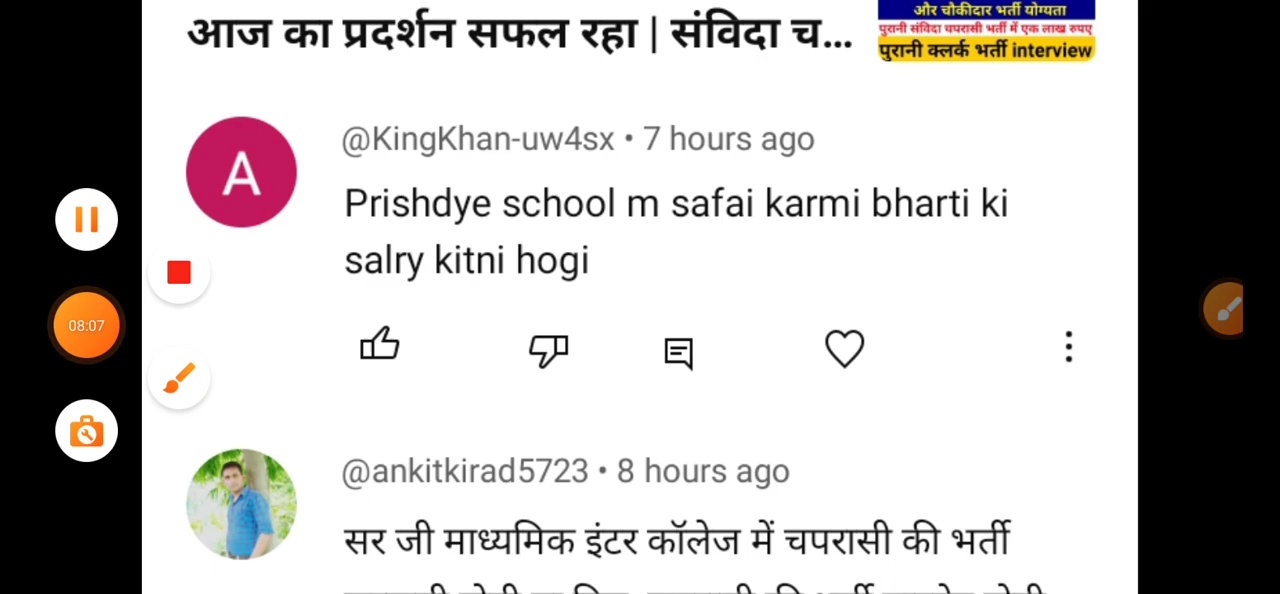 आज का प्रदर्शन सफल रहा | संविदा च...
और चौकीदार भर्ती योग्यता
पुरानी संविदा चपरासी भर्ती में एक लाख रुपए
पुरानी क्लर्क भर्ती interview
A
@KingKhan-uw4sx • 7 hours ago
Prishdye school m safai karmi bharti ki
salry kitni hogi
08:07
@ankitkirad5723 • 8 hours ago
सर जी माध्यमिक इंटर कॉलेज में चपरासी की भर्ती